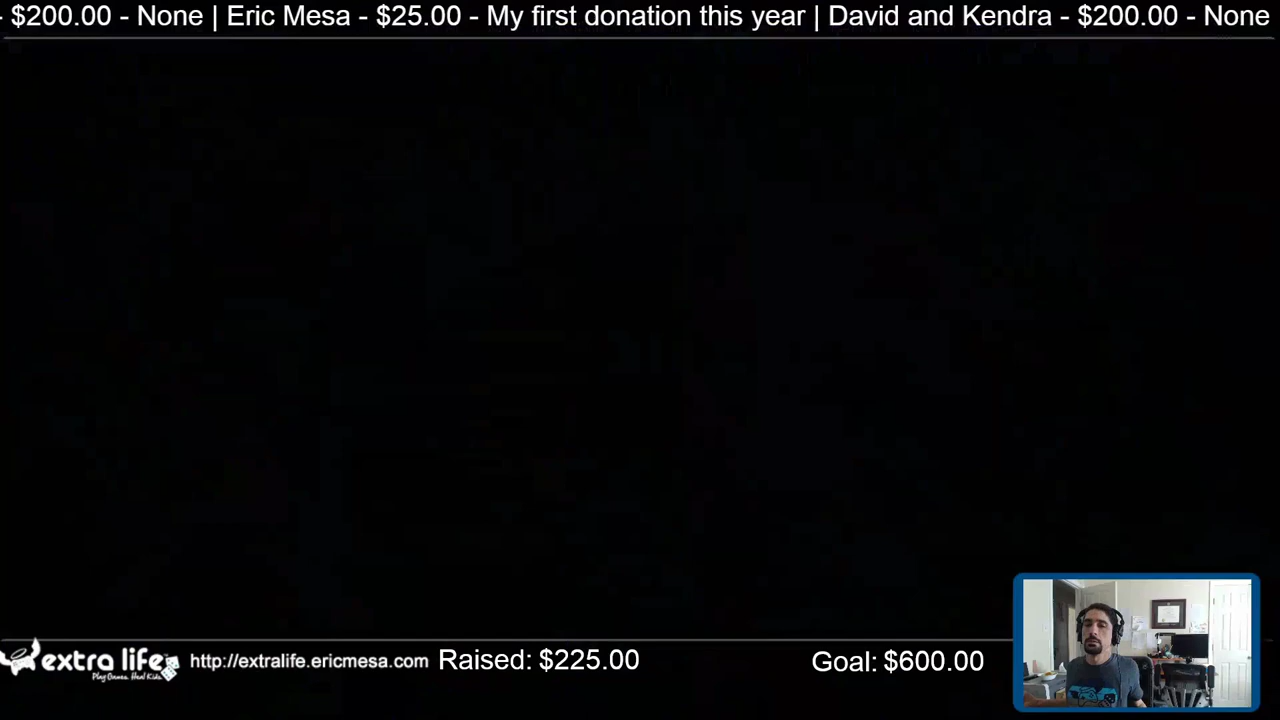 - $200.00 - None | Eric Mesa - $25.00 - My first donation this year | David and Kendra - $200.00 - None
extra life
Play Games. Heal Kids.
http://extralife.ericmesa.com
Raised: $225.00
Goal: $600.00